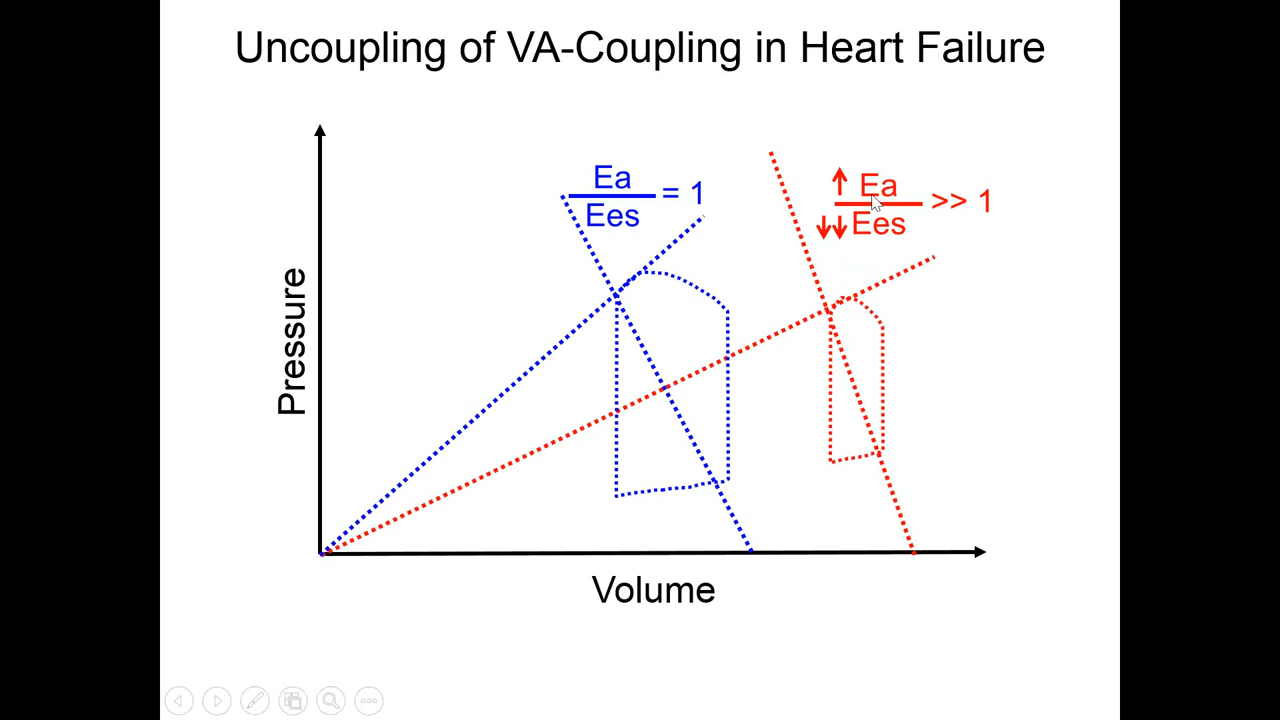 Uncoupling of VA-Coupling in Heart Failure
Ea
Ees
= 1
↑ Ea
↓↓ Ees
>> 1
Pressure
Volume